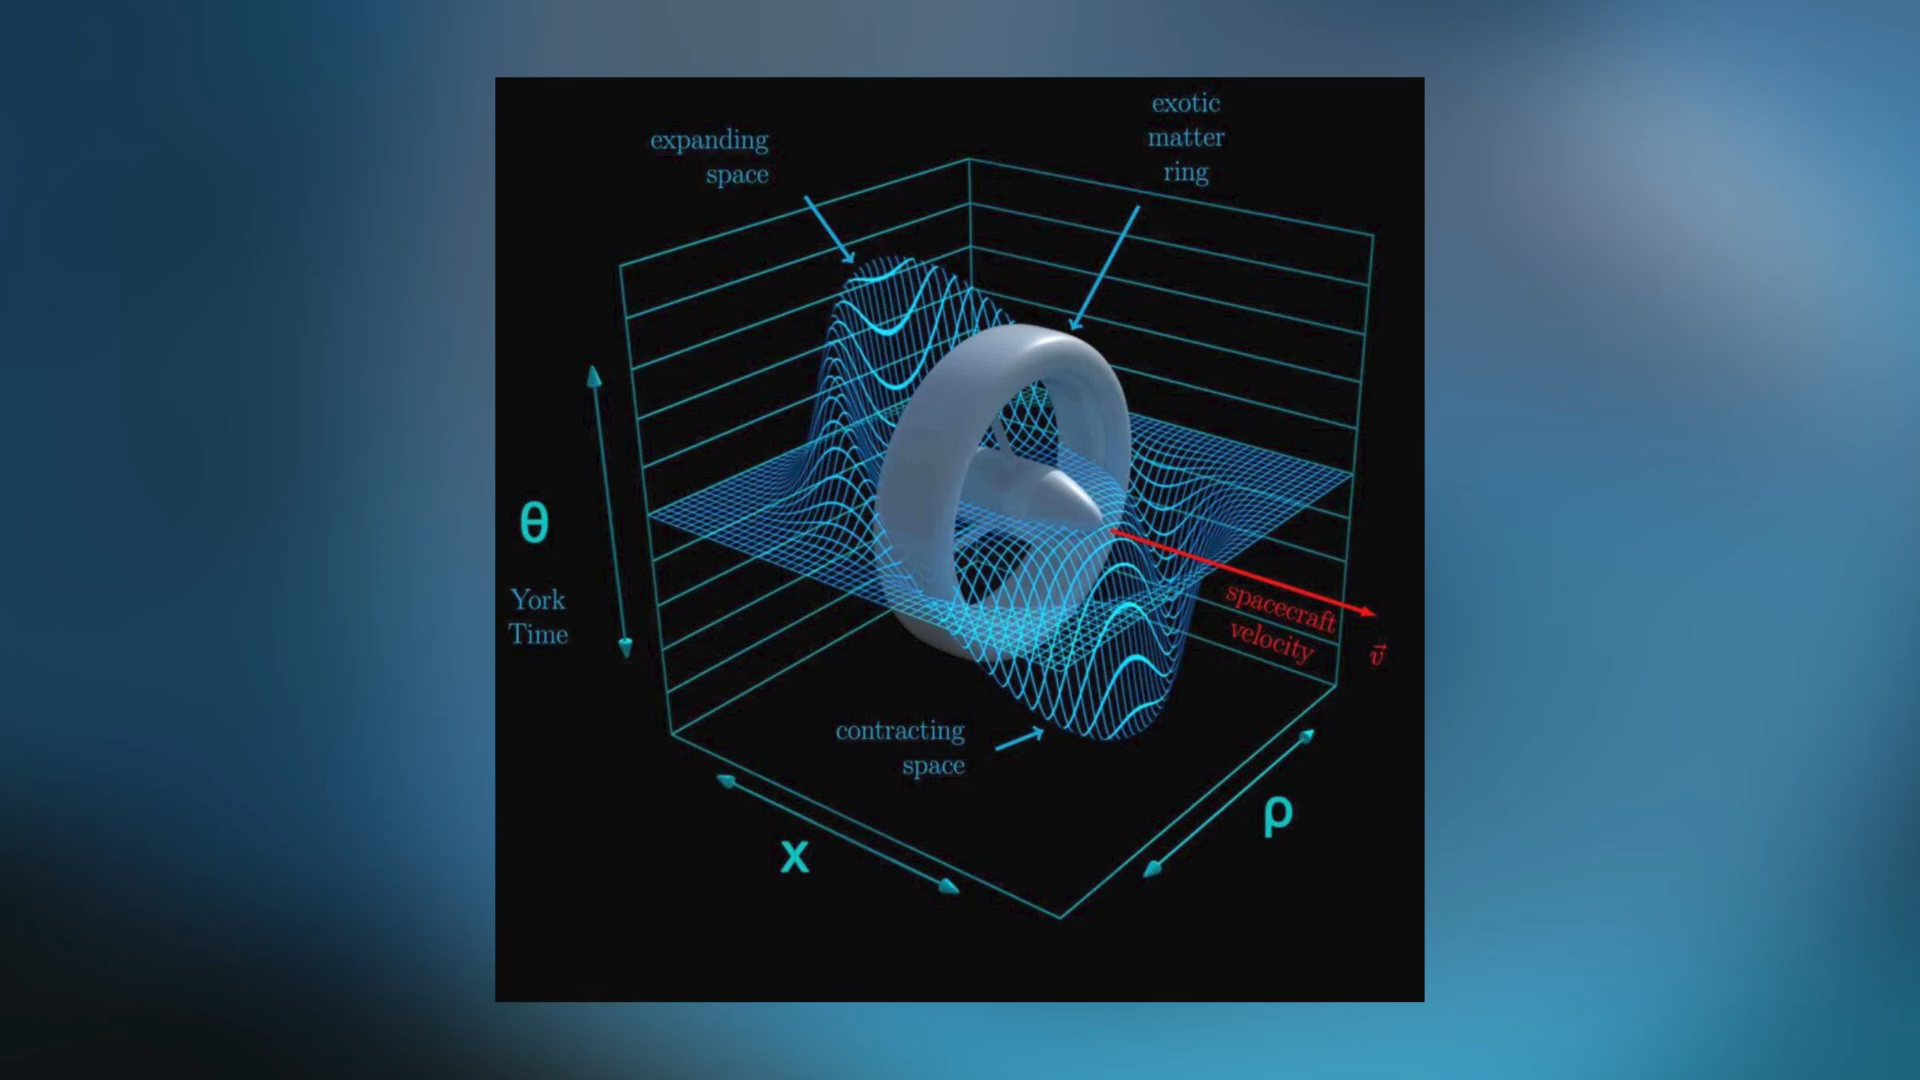 exotic
matter
ring
expanding
space
θ
York
Time
spacecraft
velocity
v⃗
contracting
space
x
ρ